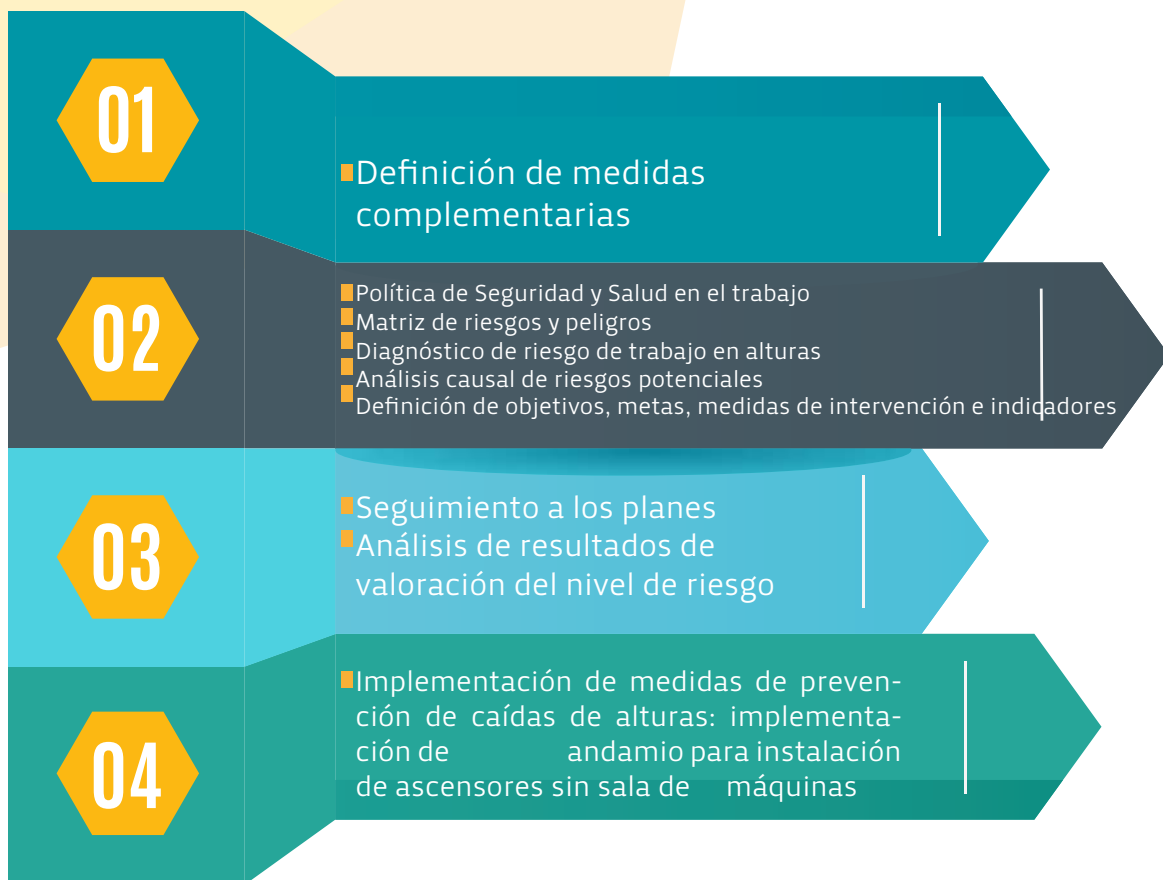 01
Definición de medidas
complementarias
02
Política de Seguridad y Salud en el trabajo
Matriz de riesgos y peligros
Diagnóstico de riesgo de trabajo en alturas
Análisis causal de riesgos potenciales
Definición de objetivos, metas, medidas de intervención e indicadores
03
Seguimiento a los planes
Análisis de resultados de
valoración del nivel de riesgo
04
Implementación de medidas de preven-
ción de caídas de alturas: implementa-
ción de andamio para instalación
de ascensores sin sala de máquinas